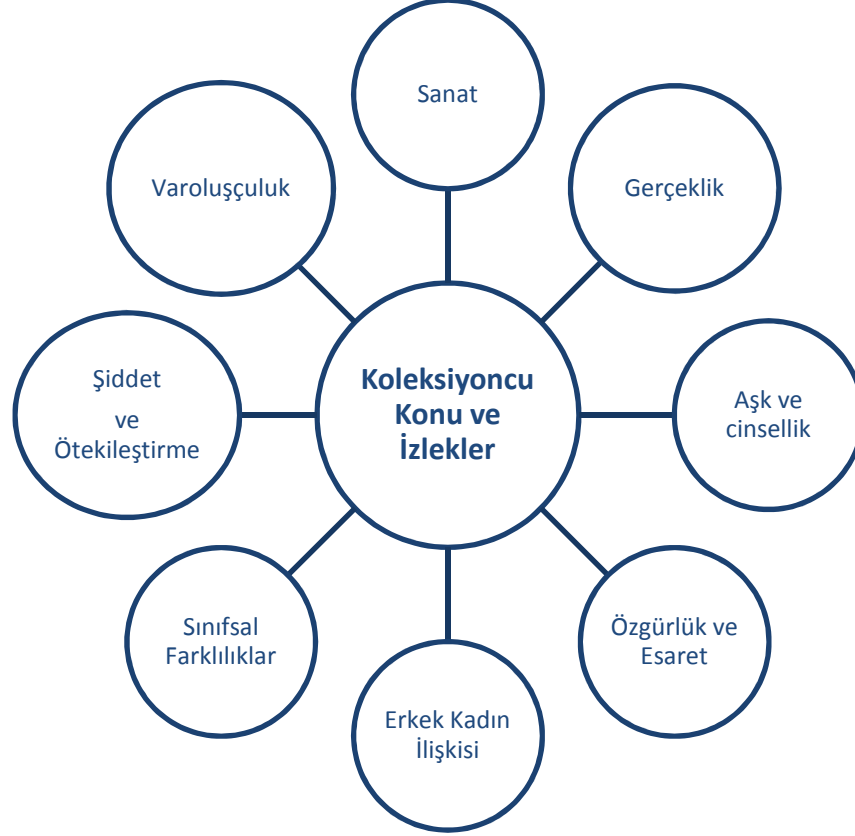 Sanat
Gerçeklik
Aşk ve
cinsellik
Özgürlük ve
Esaret
Erkek Kadın
İlişkisi
Sınıfsal
Farklılıklar
Şiddet
ve
Ötekileştirme
Varoluşçuluk
Koleksiyoncu
Konu ve
İzlekler